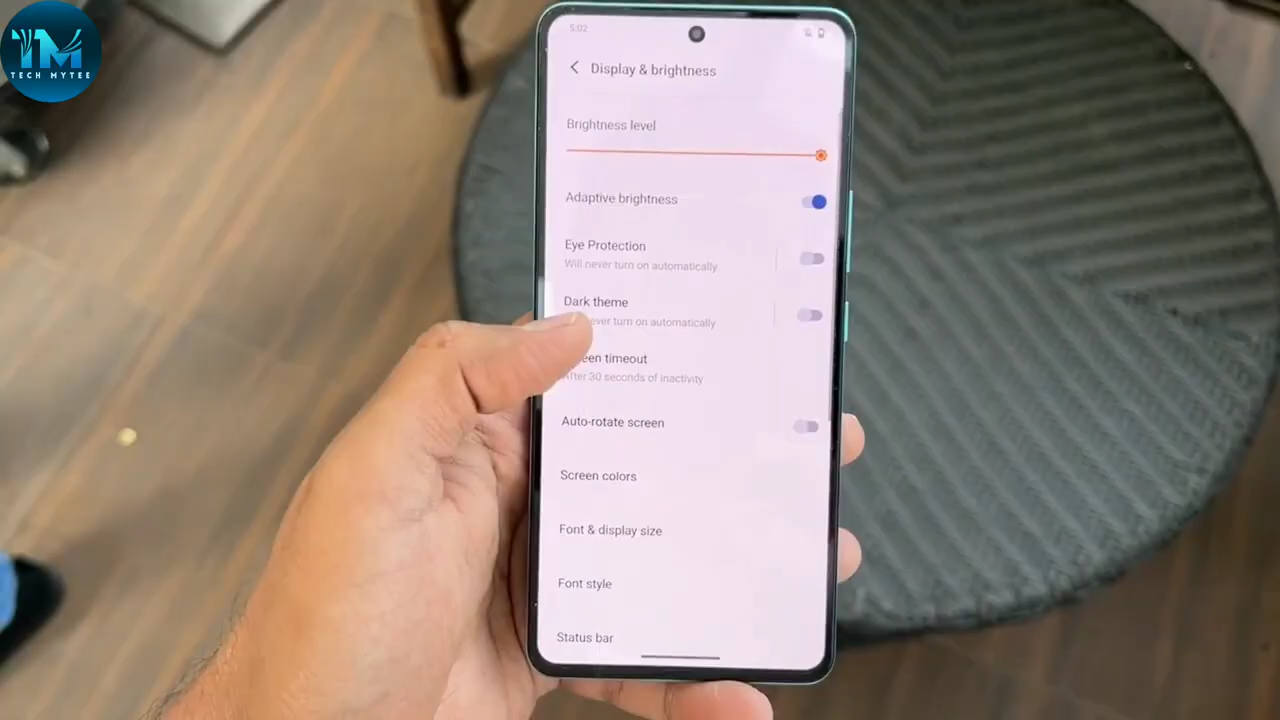 TM
TECH MYTEE
5:02
Display & brightness
Brightness level
Adaptive brightness
Eye Protection
Will never turn on automatically
Dark theme
never turn on automatically
timeout
After 30 seconds of inactivity
Auto-rotate screen
Screen colors
Font & display size
Font style
Status bar